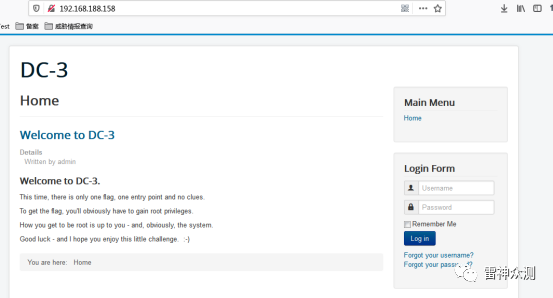 192.168.188.158
est
备案
威胁情报查询
DC-3
Home
Welcome to DC-3
Details
Written by admin
Welcome to DC-3.
This time, there is only one flag, one entry point and no clues.
To get the flag, you'll obviously have to gain root privileges.
How you get to be root is up to you - and, obviously, the system.
Good luck - and I hope you enjoy this little challenge. :-)
You are here: Home
Main Menu
Home
Login Form
Username
Password
Remember Me
Log in
Forgot your username?
Forgot your password?
雷神众测